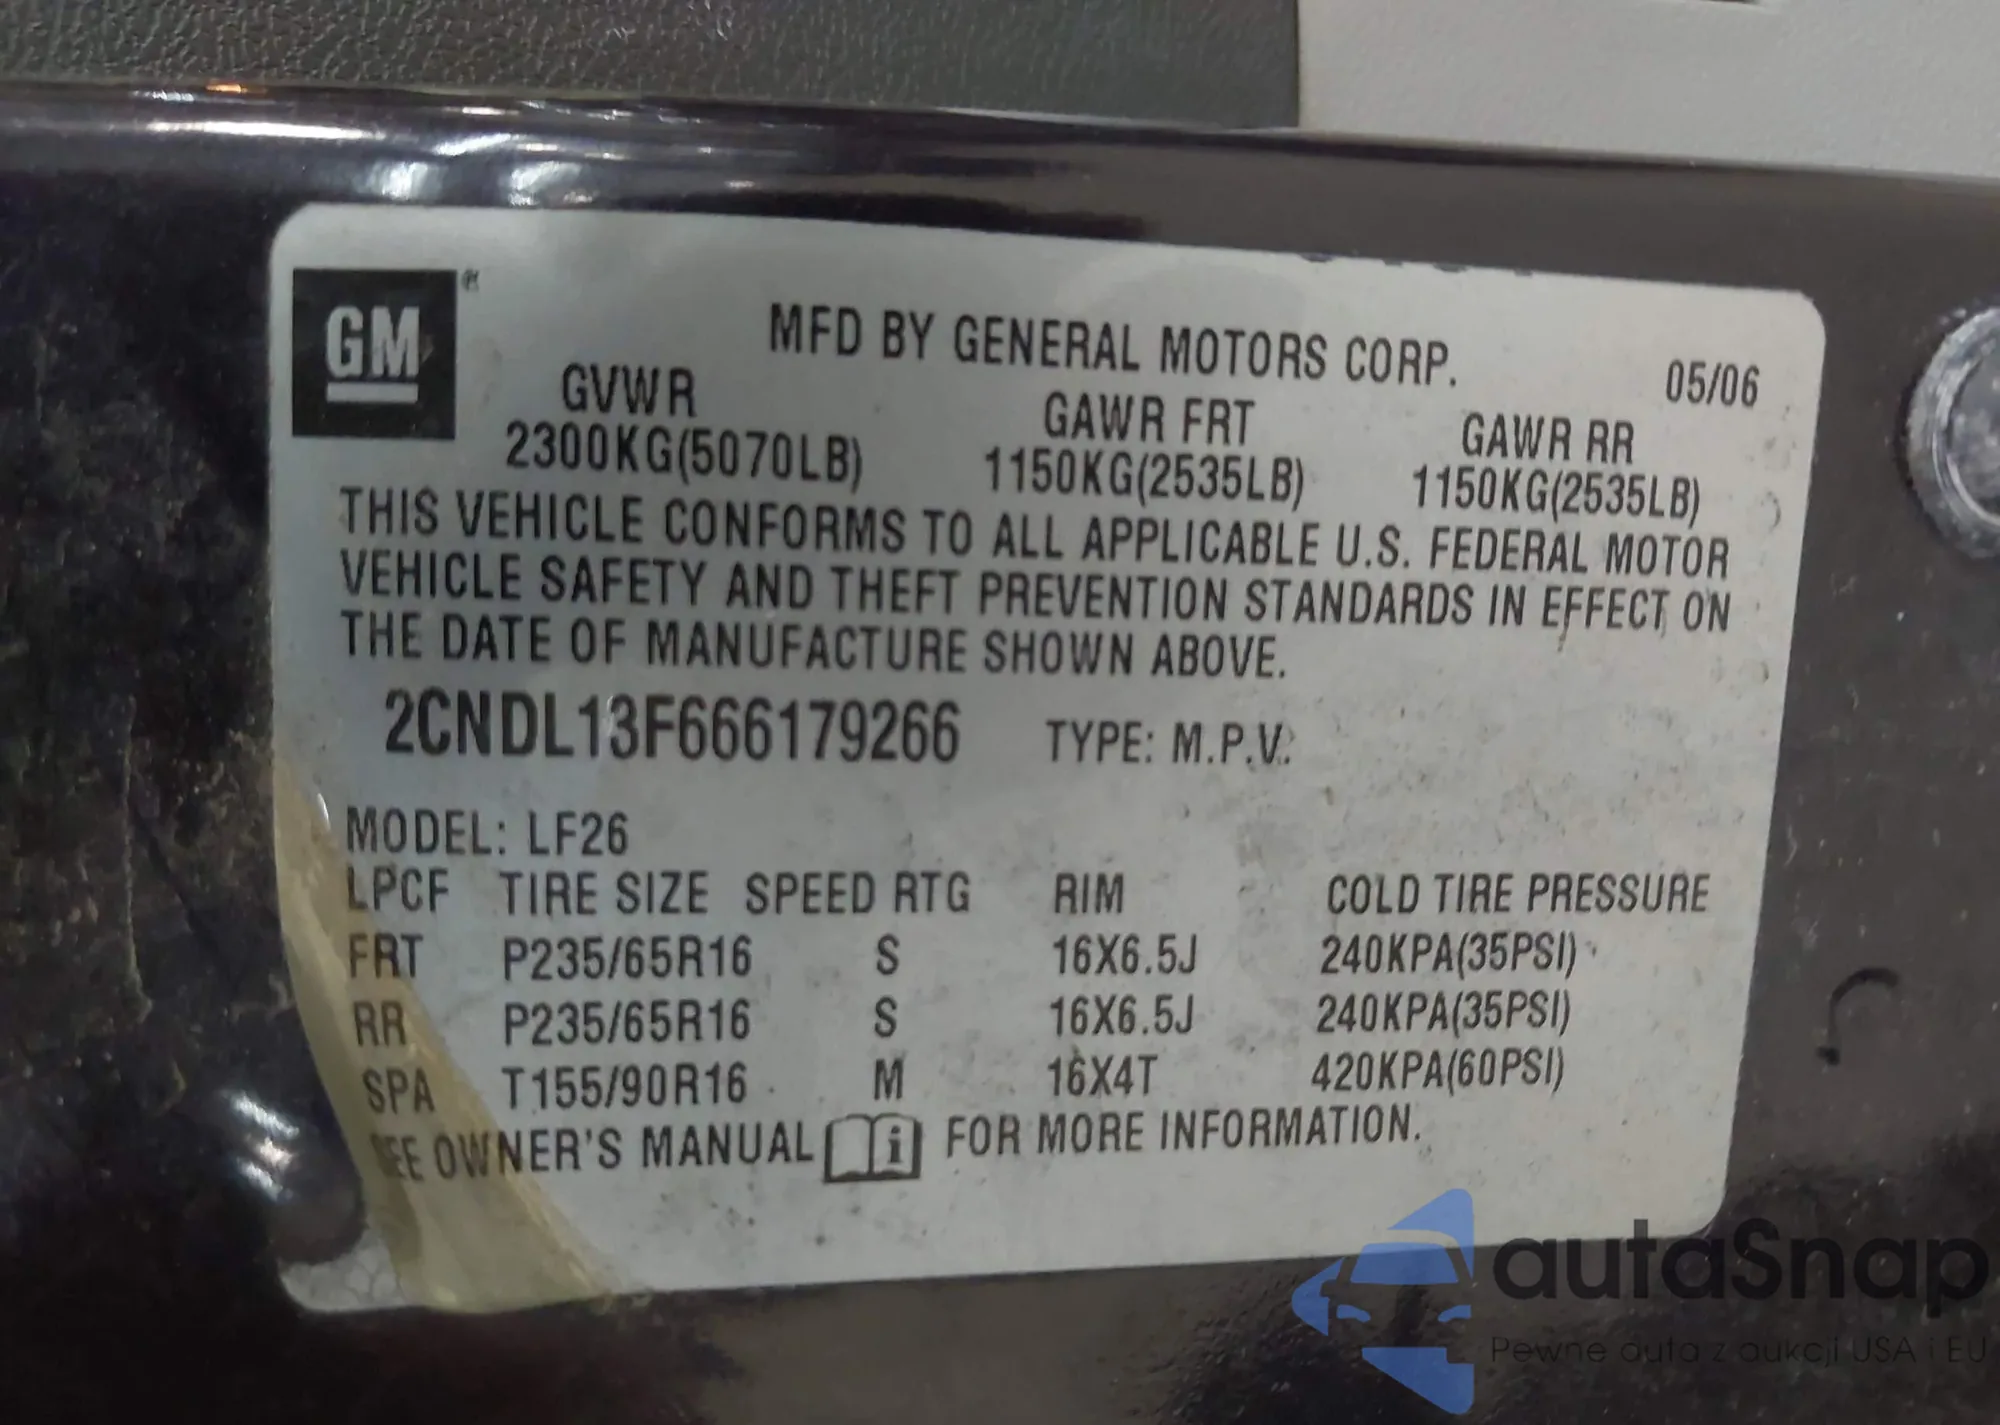 GM
®
MFD BY GENERAL MOTORS CORP.
05/06
GVWR GAWR FRT GAWR RR
2300KG(5070LB) 1150KG(2535LB) 1150KG(2535LB)
THIS VEHICLE CONFORMS TO ALL APPLICABLE U.S. FEDERAL MOTOR
VEHICLE SAFETY AND THEFT PREVENTION STANDARDS IN EFFECT ON
THE DATE OF MANUFACTURE SHOWN ABOVE.
2CNDL13F666179266 TYPE: M.P.V.
MODEL: LF26
LPCF TIRE SIZE SPEED RTG RIM COLD TIRE PRESSURE
FRT P235/65R16 S 16X6.5J 240KPA(35PSI)
RR P235/65R16 S 16X6.5J 240KPA(35PSI)
SPA T155/90R16 M 16X4T 420KPA(60PSI)
SEE OWNER'S MANUAL i FOR MORE INFORMATION.
autaSnap
Pewne auta z aukcji USA i EU